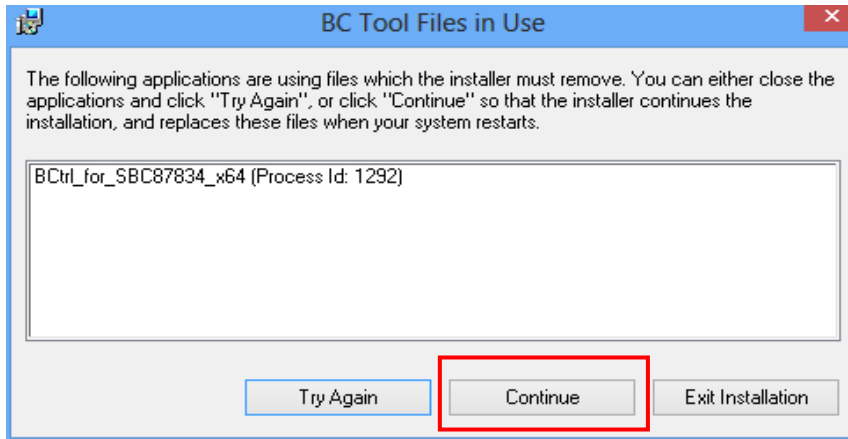 BC Tool Files in Use
The following applications are using files which the installer must remove. You can either close the
applications and click "Try Again", or click "Continue" so that the installer continues the
installation, and replaces these files when your system restarts.
BCtrl_for_SBC87834_x64 (Process Id: 1292)
Try Again Continue Exit Installation